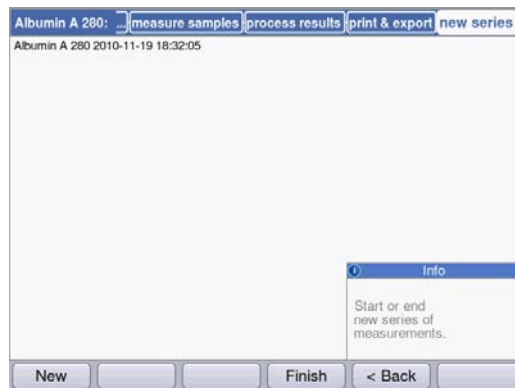 Albumin A 280: ... measure samples process results print & export new series
Albumin A 280 2010-11-19 18:32:05
Info
Start or end
new series of
measurements.
New Finish < Back